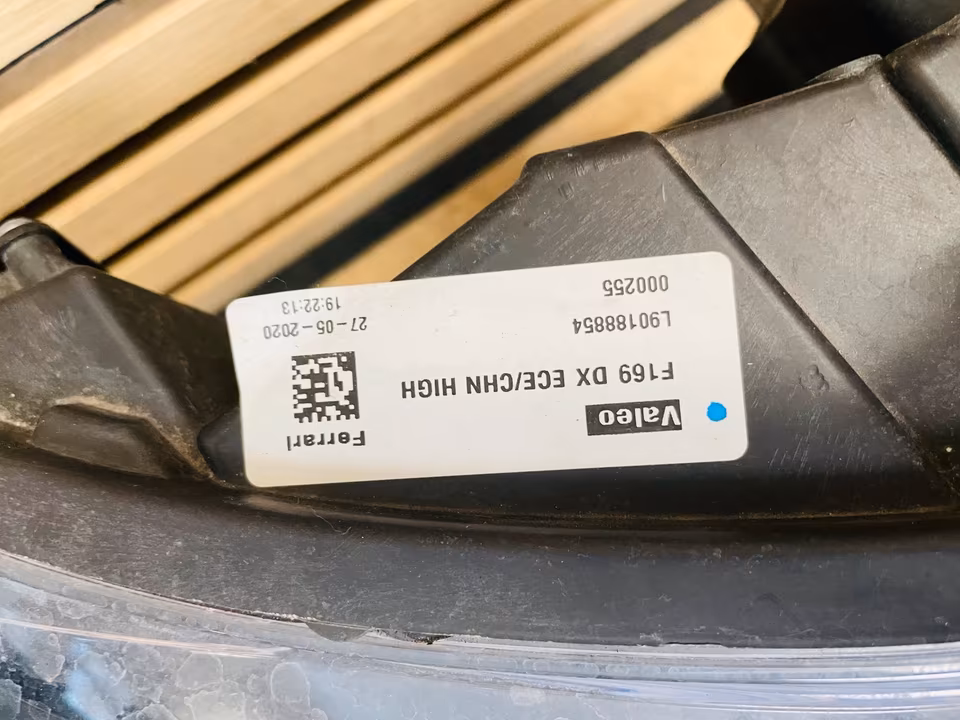 Valeo
Ferrari
F169 DX ECE/CHN HIGH
L90188854
27-05-2020
000255
19:22:13